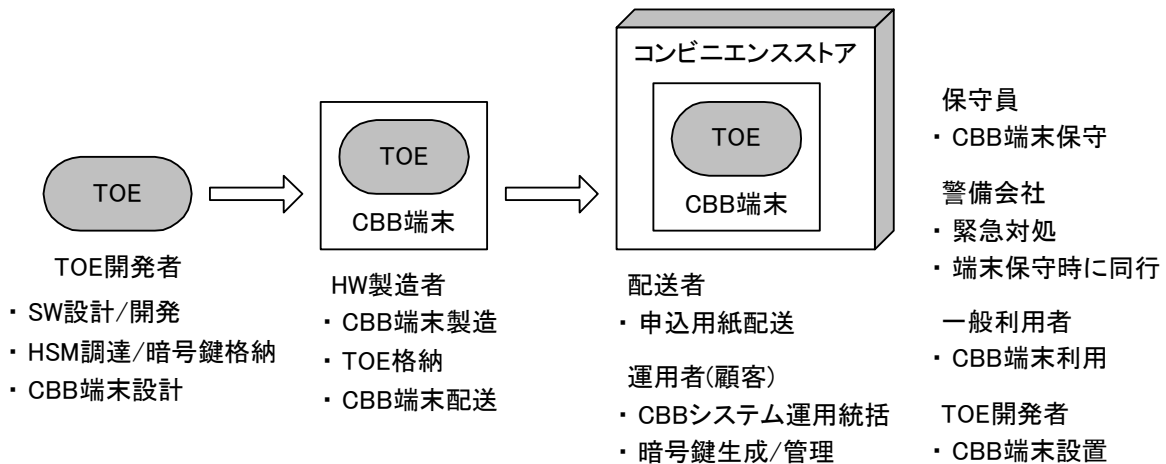 TOE
TOE開発者
・ SW設計/開発
・ HSM調達/暗号鍵格納
・ CBB端末設計
TOE
CBB端末
HW製造者
・ CBB端末製造
・ TOE格納
・ CBB端末配送
コンビニエンスストア
TOE
CBB端末
配送者
・ 申込用紙配送
運用者(顧客)
・ CBBシステム運用統括
・ 暗号鍵生成/管理
保守員
・ CBB端末保守
警備会社
・ 緊急対処
・ 端末保守時に同行
一般利用者
・ CBB端末利用
TOE開発者
・ CBB端末設置